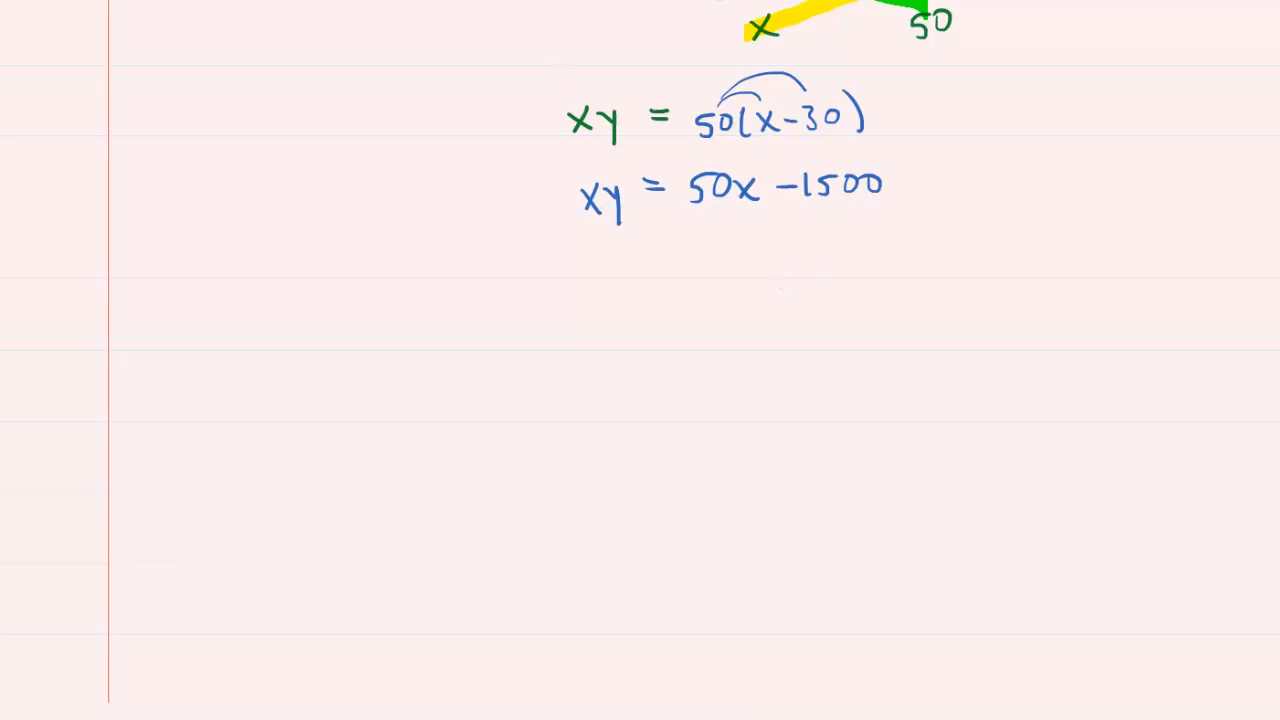 x 50
xy = 50(x-30)
xy = 50x -1500